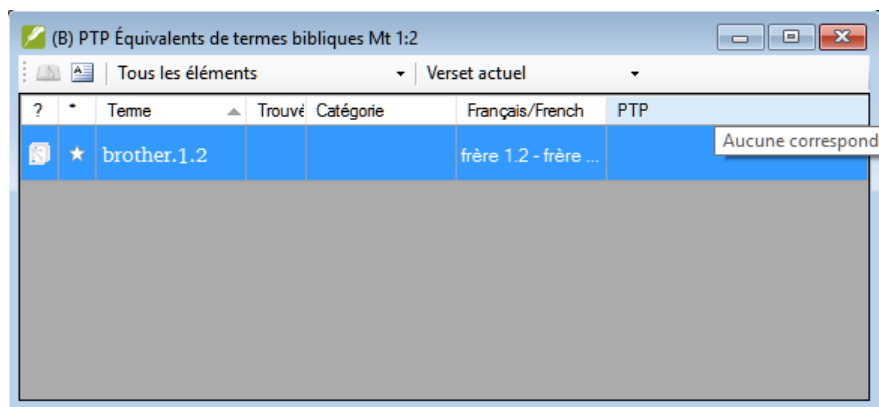 (B) PTP Équivalents de termes bibliques Mt 1:2
Tous les éléments Verset actuel
? * Terme Trouvé Catégorie Français/French PTP
Aucune correspond
brother.1.2 frère 1.2 - frère ...